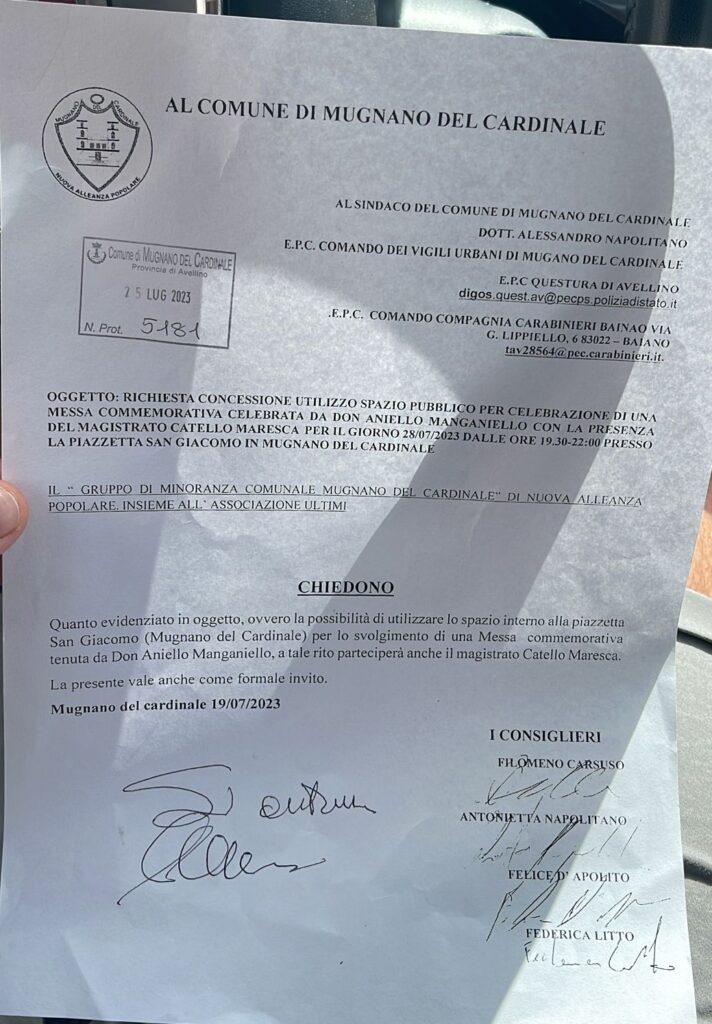 MUGNANO DEL CARDINALE
NUOVA ALLEANZA POPOLARE
AL COMUNE DI MUGNANO DEL CARDINALE
AL SINDACO DEL COMUNE DI MUGNANO DEL CARDINALE
DOTT. ALESSANDRO NAPOLITANO
E.P.C. COMANDO DEI VIGILI URBANI DI MUGANO DEL CARDINALE
E.P.C QUESTURA DI AVELLINO
digos.quest.av@pecps.poliziadistato.it
.E.P.C. COMANDO COMPAGNIA CARABINIERI BAINAO VIA
G. LIPPIELLO, 6 83022 – BAIANO
tav28564@pec.carabinieri.it.
Comune di MUGNANO DEL CARDINALE
Provincia di Avellino
25 LUG 2023
N. Prot. 5181
OGGETTO: RICHIESTA CONCESSIONE UTILIZZO SPAZIO PUBBLICO PER CELEBRAZIONE DI UNA
MESSA COMMEMORATIVA CELEBRATA DA DON ANIELLO MANGANIELLO CON LA PRESENZA
DEL MAGISTRATO CATELLO MARESCA PER IL GIORNO 28/07/2023 DALLE ORE 19.30-22:00 PRESSO
LA PIAZZETTA SAN GIACOMO IN MUGNANO DEL CARDINALE
IL “ GRUPPO DI MINORANZA COMUNALE MUGNANO DEL CARDINALE” DI NUOVA ALLEANZA
POPOLARE. INSIEME ALL` ASSOCIAZIONE ULTIMI
CHIEDONO
Quanto evidenziato in oggetto, ovvero la possibilità di utilizzare lo spazio interno alla piazzetta
San Giacomo (Mugnano del Cardinale) per lo svolgimento di una Messa commemorativa
tenuta da Don Aniello Manganiello, a tale rito parteciperà anche il magistrato Catello Maresca.
La presente vale anche come formale invito.
Mugnano del cardinale 19/07/2023
I CONSIGLIERI
FILOMENO CARSUSO
ANTONIETTA NAPOLITANO
FELICE D’ APOLITO
FEDERICA LITTO